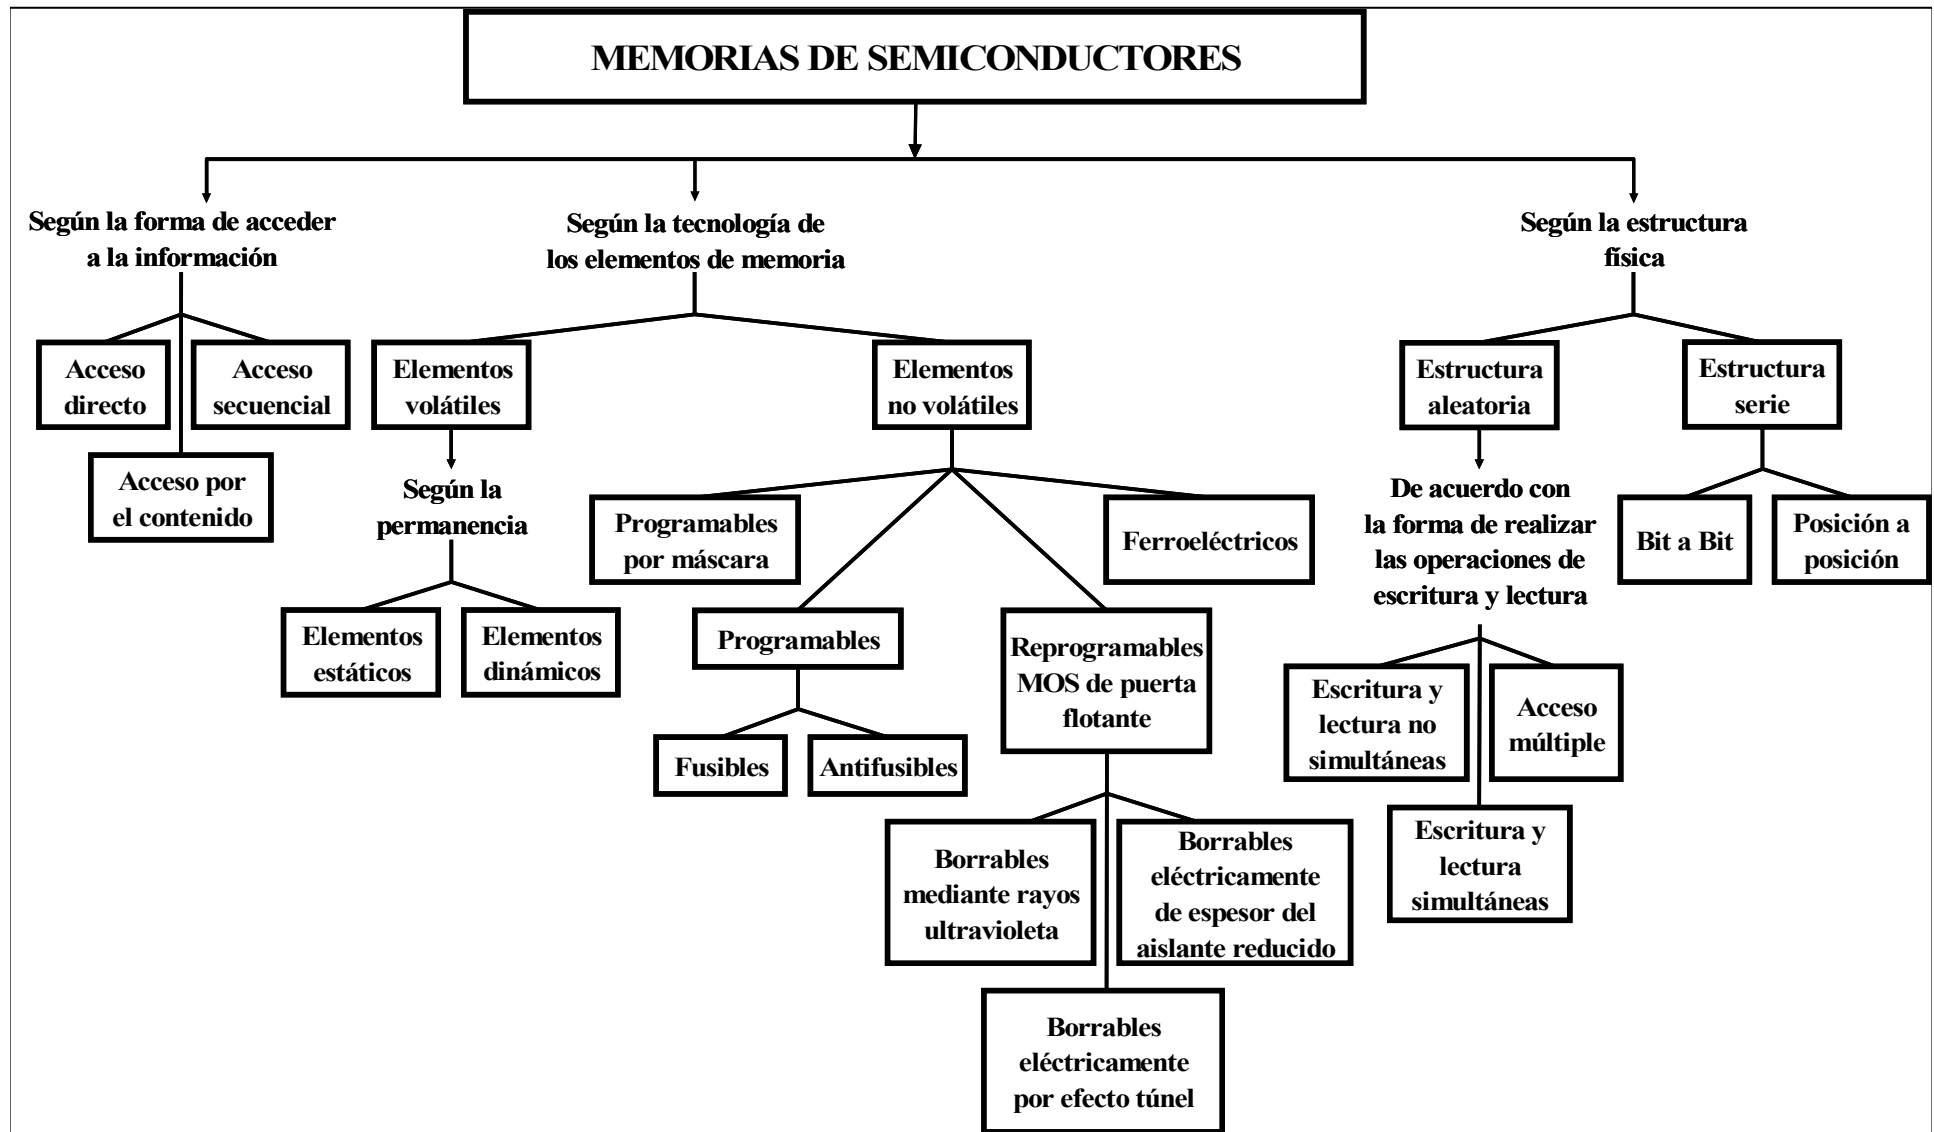 MEMORIAS DE SEMICONDUCTORES
Según la forma de acceder
a la información
Según la tecnología de
los elementos de memoria
Según la estructura
física
Acceso
directo
Acceso
secuencial
Acceso por
el contenido
Elementos
volátiles
Elementos
no volátiles
Estructura
aleatoria
Estructura
serie
Según la
permanencia
Elementos
estáticos
Elementos
dinámicos
Programables
por máscara
Ferroeléctricos
Programables
Reprogramables
MOS de puerta
flotante
Fusibles
Antifusibles
Borrables
mediante rayos
ultravioleta
Borrables
eléctricamente
de espesor del
aislante reducido
Borrables
eléctricamente
por efecto túnel
De acuerdo con
la forma de realizar
las operaciones de
escritura y lectura
Bit a Bit
Posición a
posición
Escritura y
lectura no
simultáneas
Acceso
múltiple
Escritura y
lectura
simultáneas